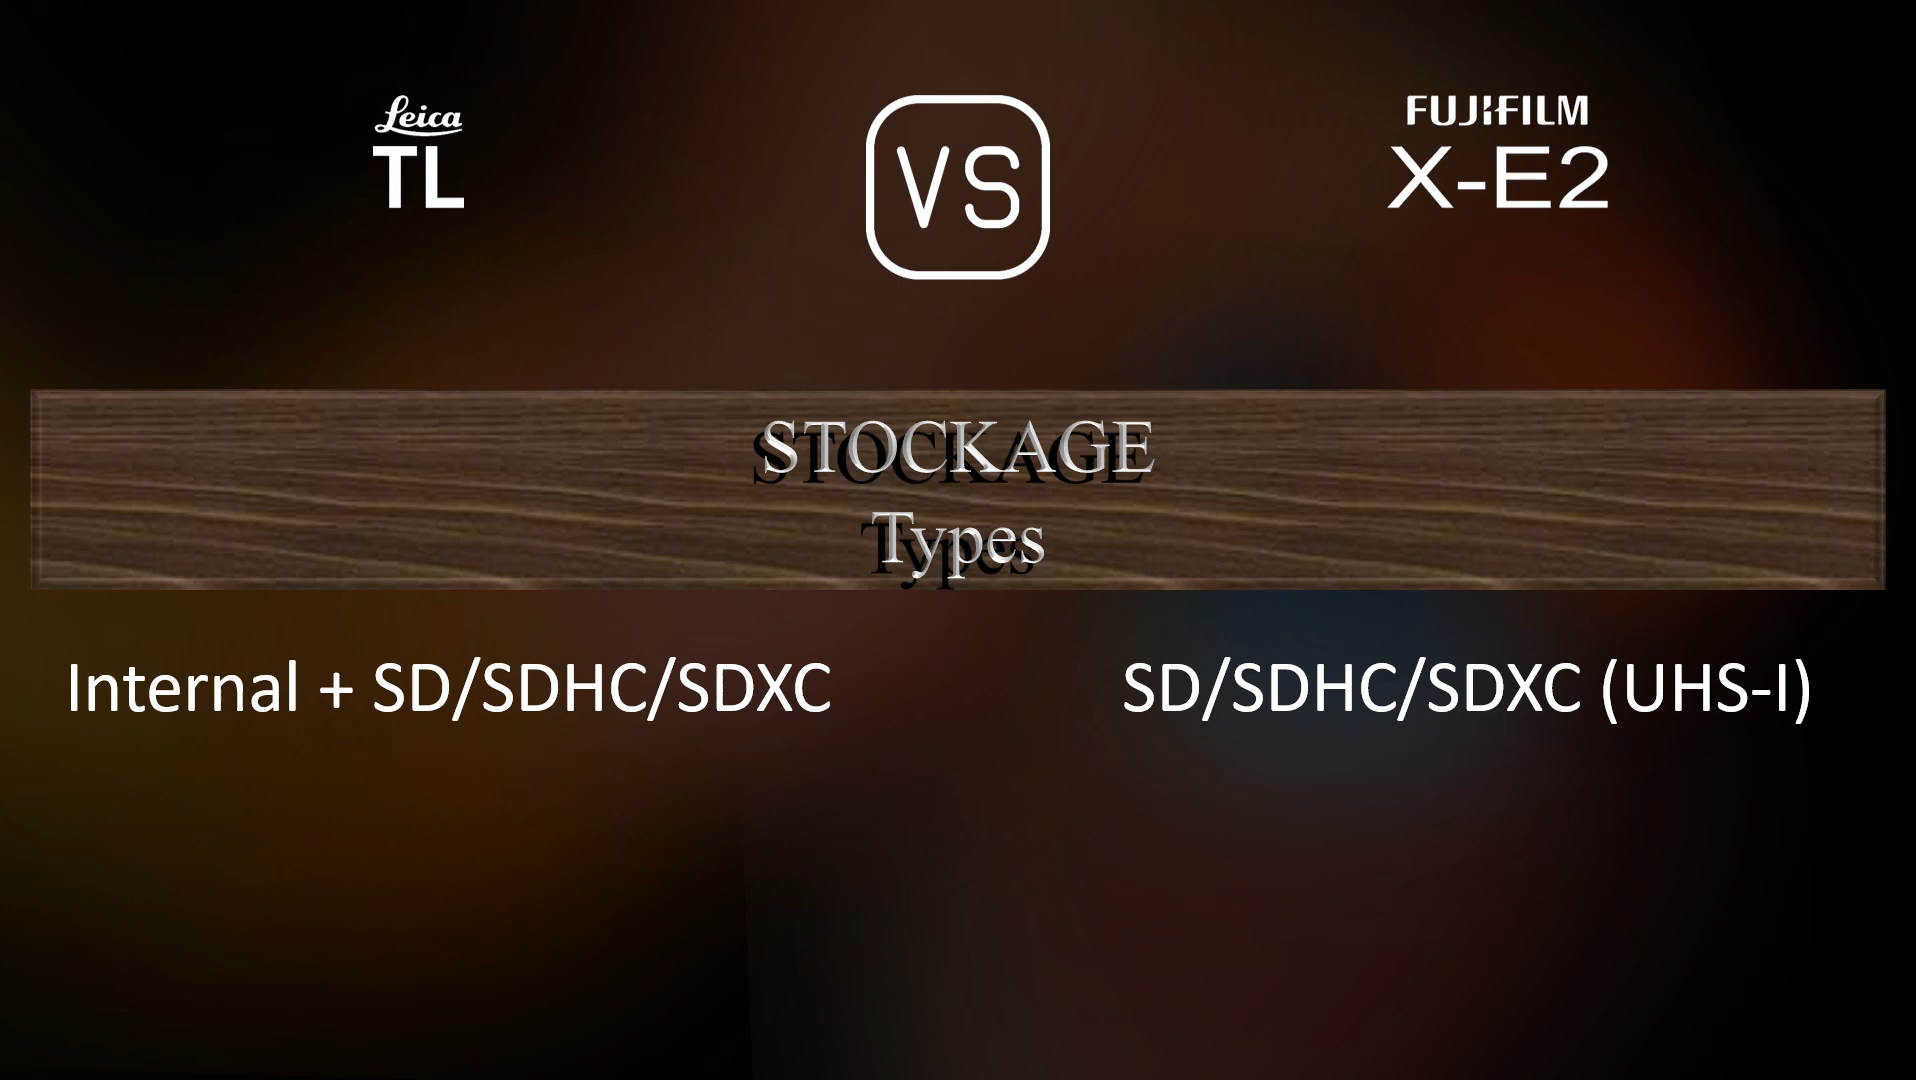 Leica
TL
VS
FUJIFILM
X-E2
STOCKAGE
Types
Internal + SD/SDHC/SDXC
SD/SDHC/SDXC (UHS-I)